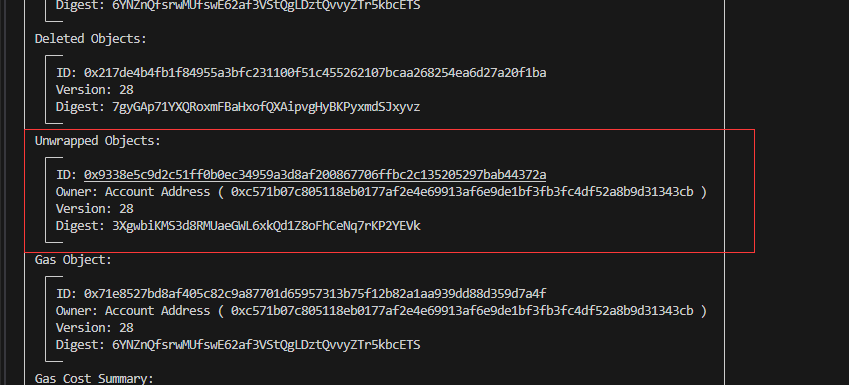 Digest: 6YNZnQfsrwMUfswE62af3VStQgLDztQvvyZTr5kbcETS
Deleted Objects:
ID: 0x217de4b4fb1f84955a3bfc231100f51c455262107bcaa268254ea6d27a20f1ba
Version: 28
Digest: 7gyGAp71YXQRoxmFBaHxofQXAipvgHyBKPyxmdSJxyvz
Unwrapped Objects:
ID: 0x9338e5c9d2c51ff0b0ec34959a3d8af200867706ffbc2c135205297bab44372a
Owner: Account Address ( 0xc571b07c805118eb0177af2e4e69913af6e9de1bf3fb3fc4df52a8b9d31343cb )
Version: 28
Digest: 3XgwbiKMS3d8RMUaeGWL6xkQd1Z8oFhCeNq7rKP2YEVk
Gas Object:
ID: 0x71e8527bd8af405c82c9a87701d65957313b75f12b82a1aa939dd88d359d7a4f
Owner: Account Address ( 0xc571b07c805118eb0177af2e4e69913af6e9de1bf3fb3fc4df52a8b9d31343cb )
Version: 28
Digest: 6YNZnQfsrwMUfswE62af3VStQgLDztQvvyZTr5kbcETS
Gas Cost Summary: